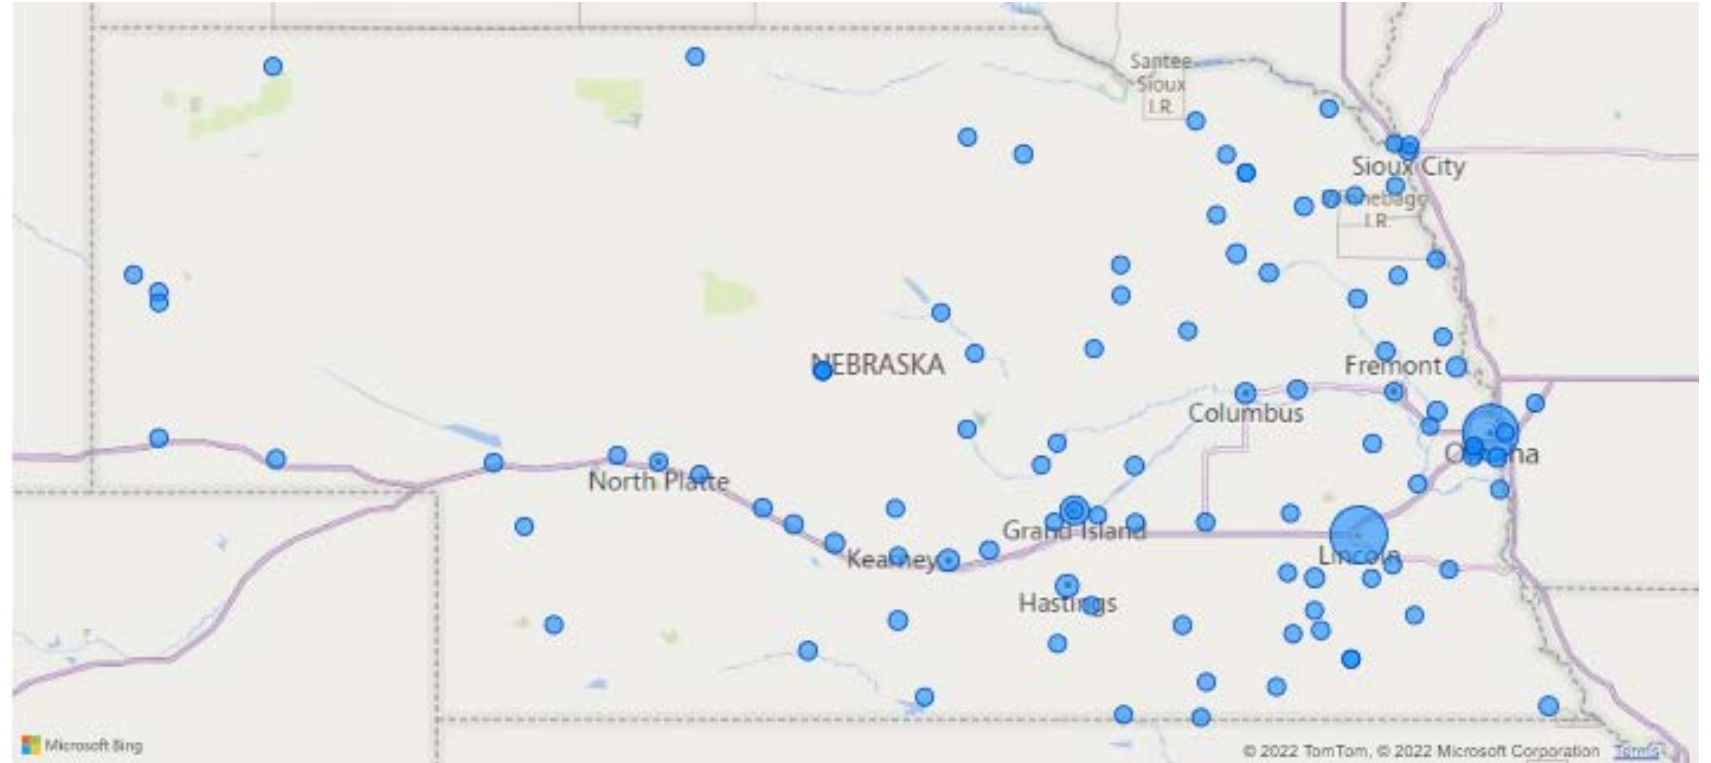 Santee
Sioux
I.R.
Sioux City
I.R.
NEBRASKA
Fremont
Columbus
Omaha
North Platte
Grand Island
Kearney
Lincoln
Hastings
Microsoft Bing
© 2022 TomTom, © 2022 Microsoft Corporation Terms